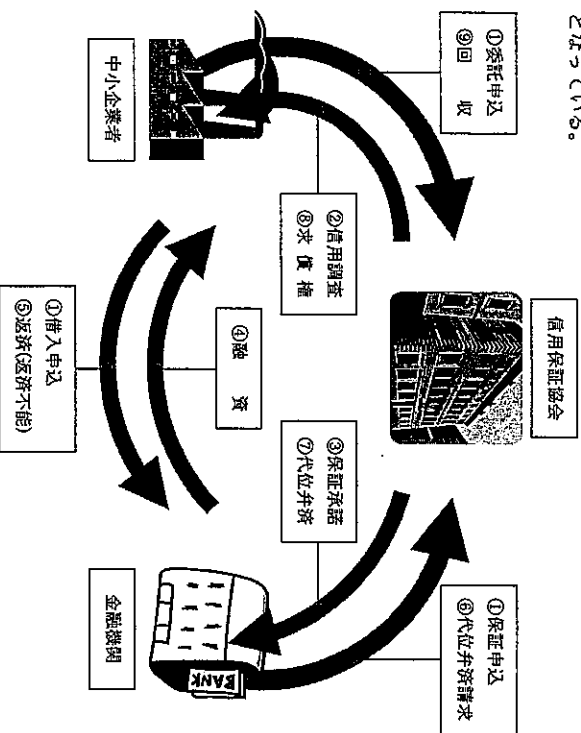 となっている。
信用保証協会
①委託申込
⑨回　収
②信用調査
⑧求 償 権
③保証承諾
⑦代位弁済
①保証申込
⑥代位弁済請求
中小企業者
④融　資
①借入申込
⑤返済(返済不能)
金融機関
BANK